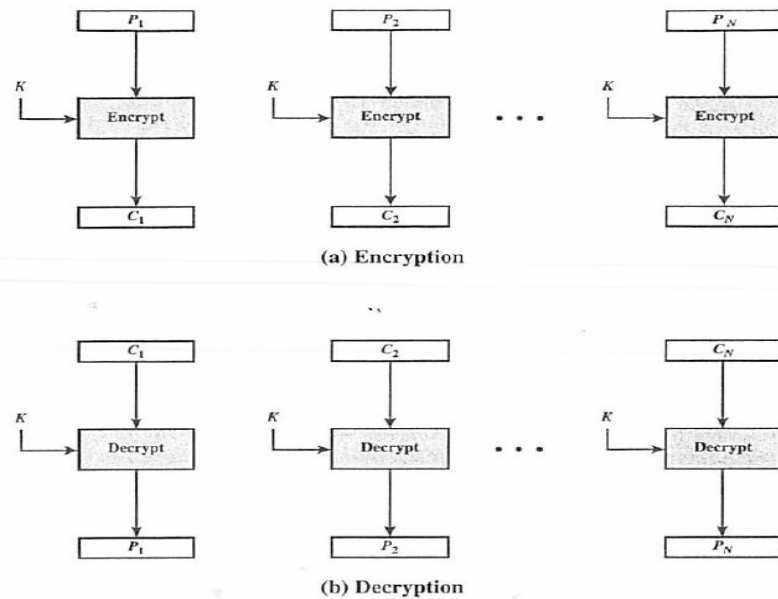 P1 P2 PN
K K K
Encrypt Encrypt • • • Encrypt
C1 C2 CN
(a) Encryption
C1 C2 CN
K K K
Decrypt Decrypt • • • Decrypt
P1 P2 PN
(b) Decryption